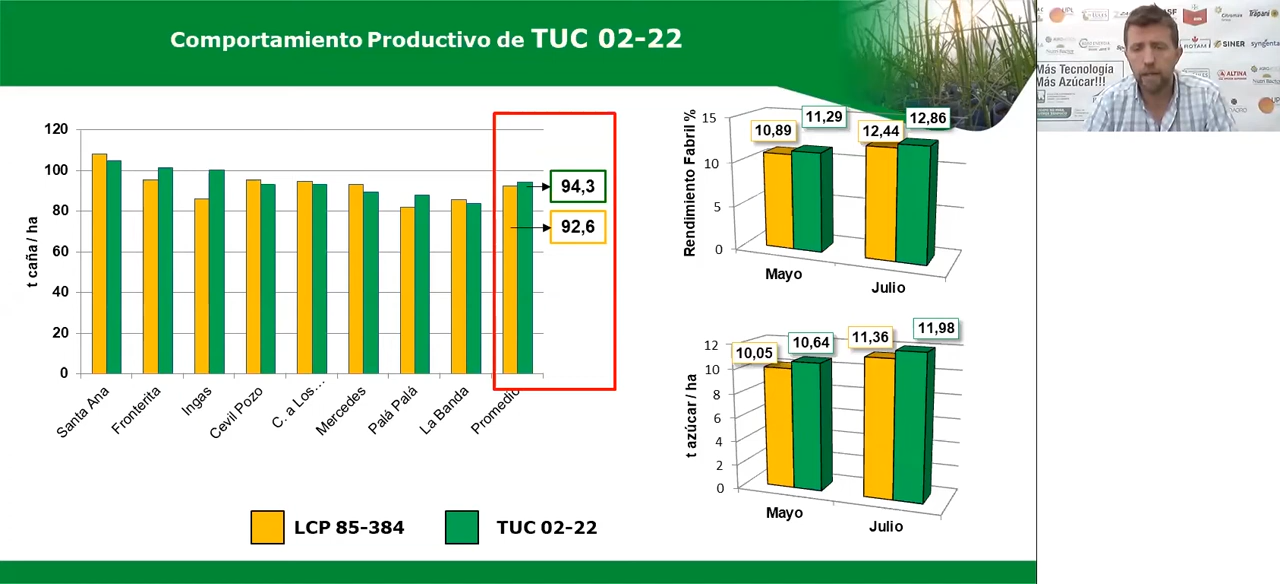 Comportamiento Productivo de TUC 02-22
t caña / ha
120
100
80
60
40
20
0
94,3
92,6
Santa Ana
Fronterita
Ingas
Cevil Pozo
C. a Los...
Mercedes
Palá Palá
La Banda
Promedio
LCP 85-384
TUC 02-22
Rendimiento Fabril %
15
10
5
0
10,89
11,29
12,44
12,86
Mayo
Julio
t azúcar / ha
12
10
8
6
4
2
0
10,05
10,64
11,36
11,98
Mayo
Julio
UPL
Trapani
ROTAM
SINER
syngenta
Más Tecnología
Más Azúcar!!!
ALTINA